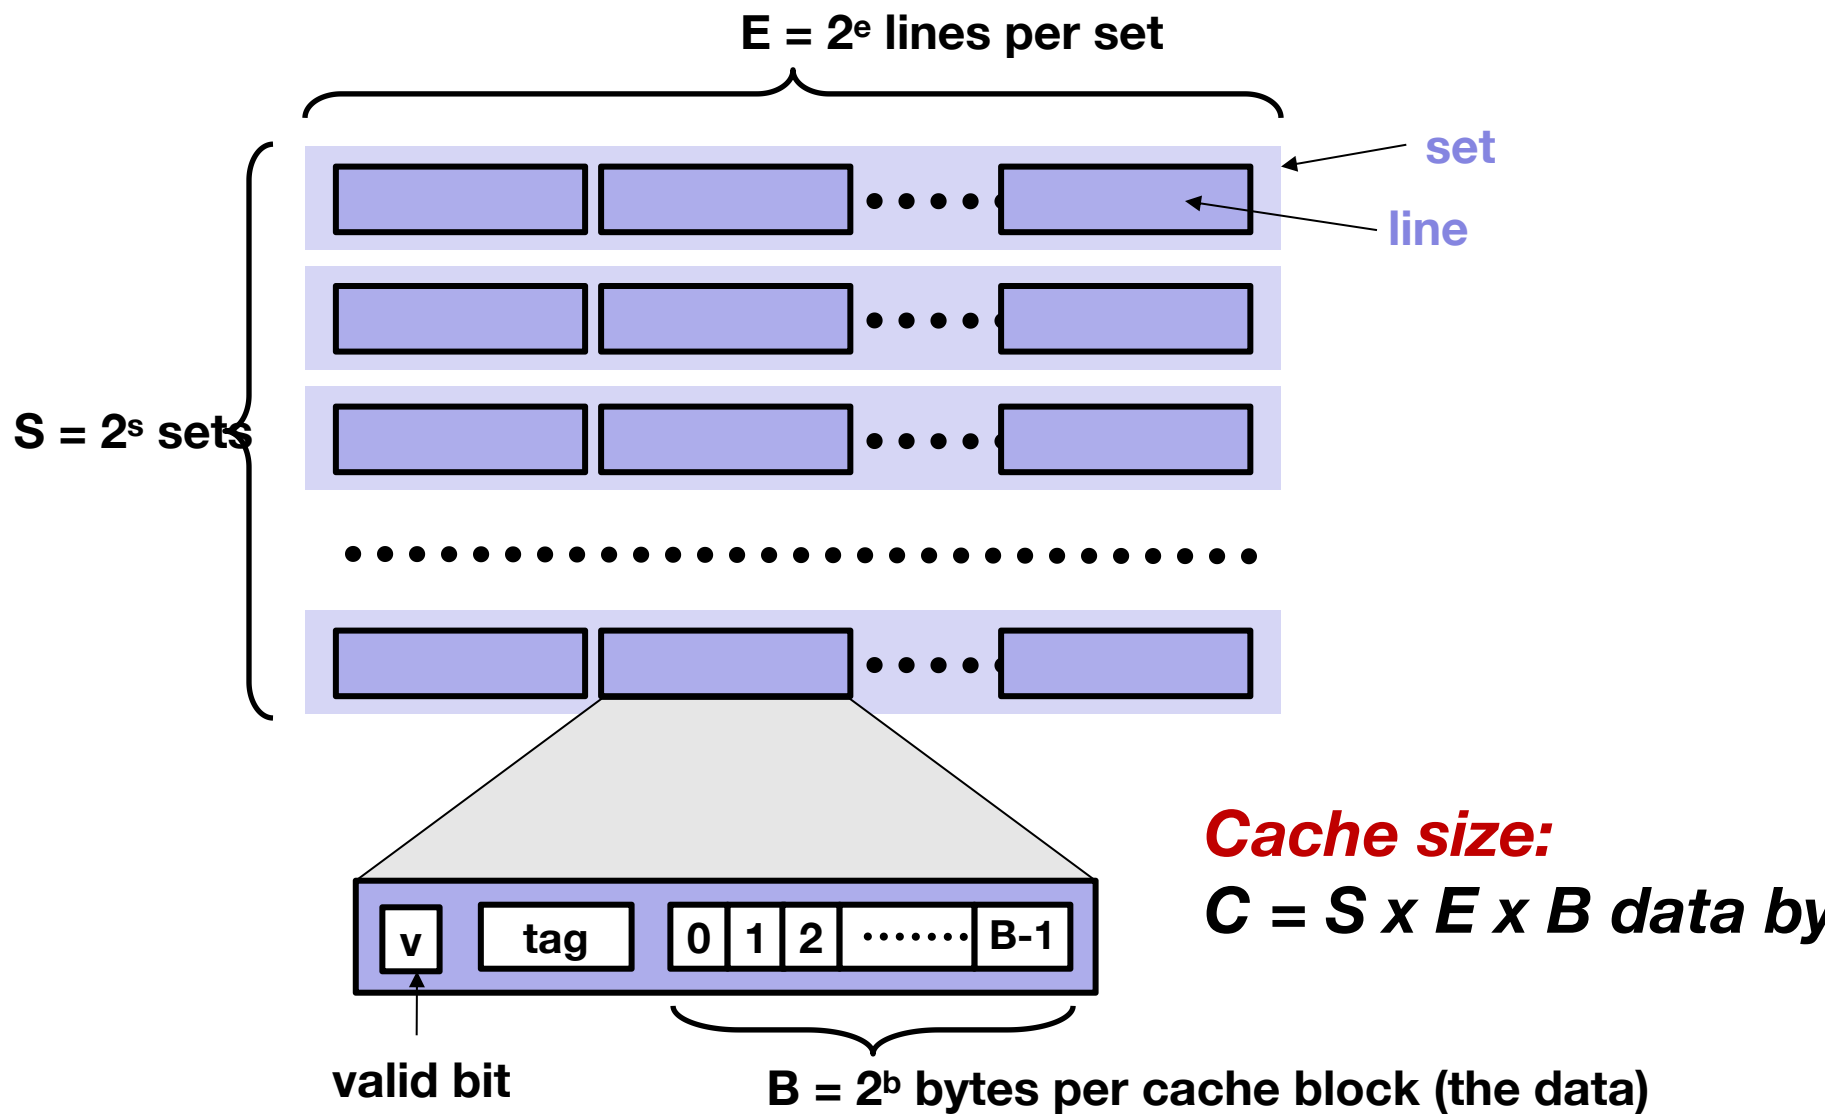 E = 2ᵉ lines per set
set
line
S = 2ˢ sets
Cache size:
C = S x E x B data by
v
tag
0 1 2 ....... B-1
valid bit
B = 2ᵇ bytes per cache block (the data)